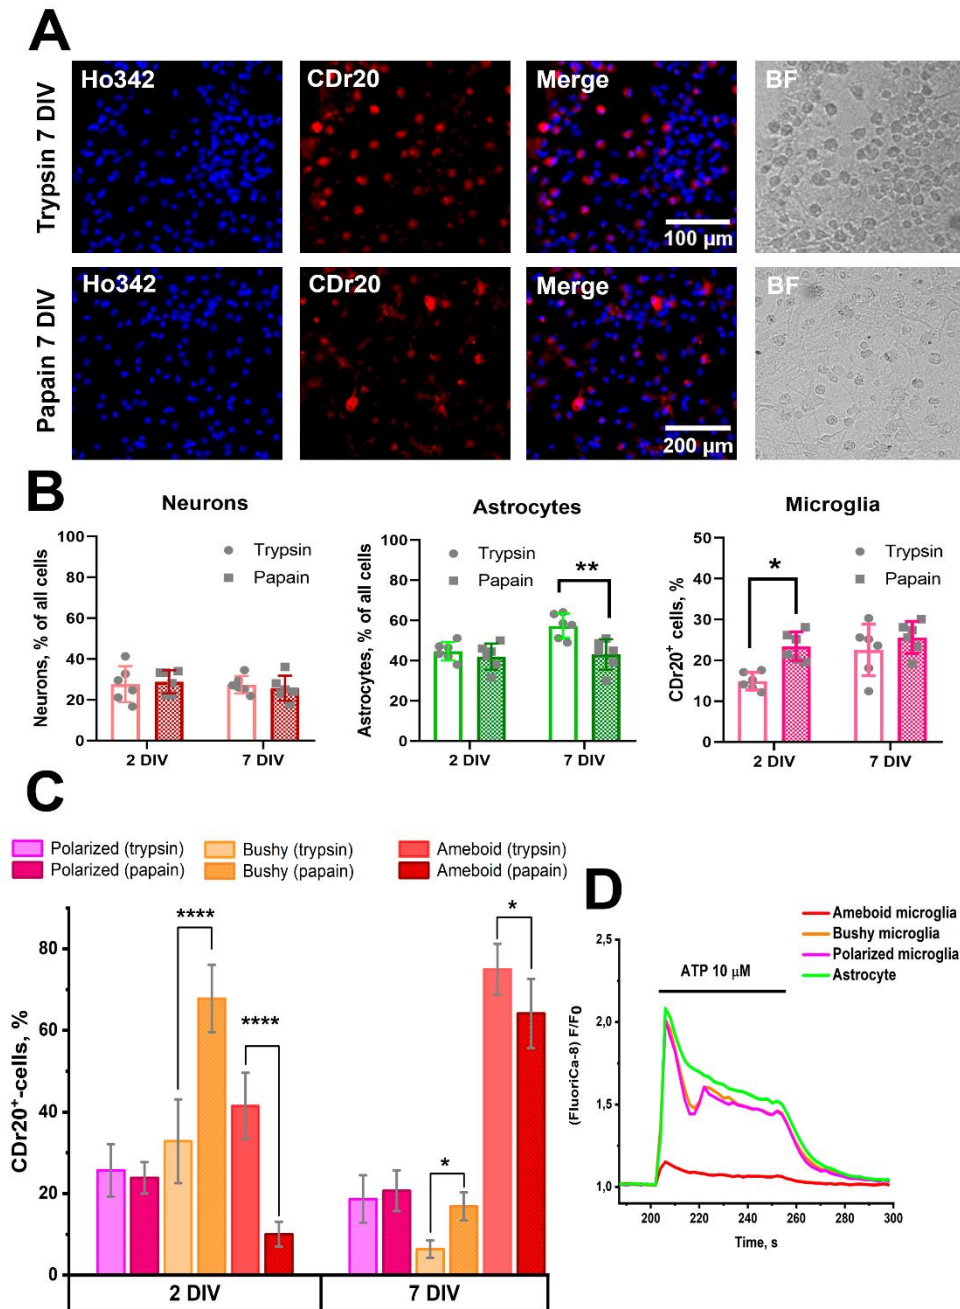 A
Trypsin 7 DIV
Ho342
CDr20
Merge
100 µm
BF
Papain 7 DIV
Ho342
CDr20
Merge
200 µm
BF
B
Neurons
Neurons, % of all cells
100
80
60
40
20
0
Trypsin
Papain
2 DIV
7 DIV
Astrocytes
Astrocytes, % of all cells
100
80
60
40
20
0
Trypsin
Papain
**
2 DIV
7 DIV
Microglia
CDr20⁺ cells, %
50
40
30
20
10
0
Trypsin
Papain
*
2 DIV
7 DIV
C
Polarized (trypsin)
Polarized (papain)
Bushy (trypsin)
Bushy (papain)
Ameboid (trypsin)
Ameboid (papain)
CDr20⁺-cells, %
80
60
40
20
0
****
****
*
*
2 DIV
7 DIV
D
Ameboid microglia
Bushy microglia
Polarized microglia
Astrocyte
(FluoriCa-8) F/F0
2,5
2,0
1,5
1,0
ATP 10 µM
200 220 240 260 280 300
Time, s